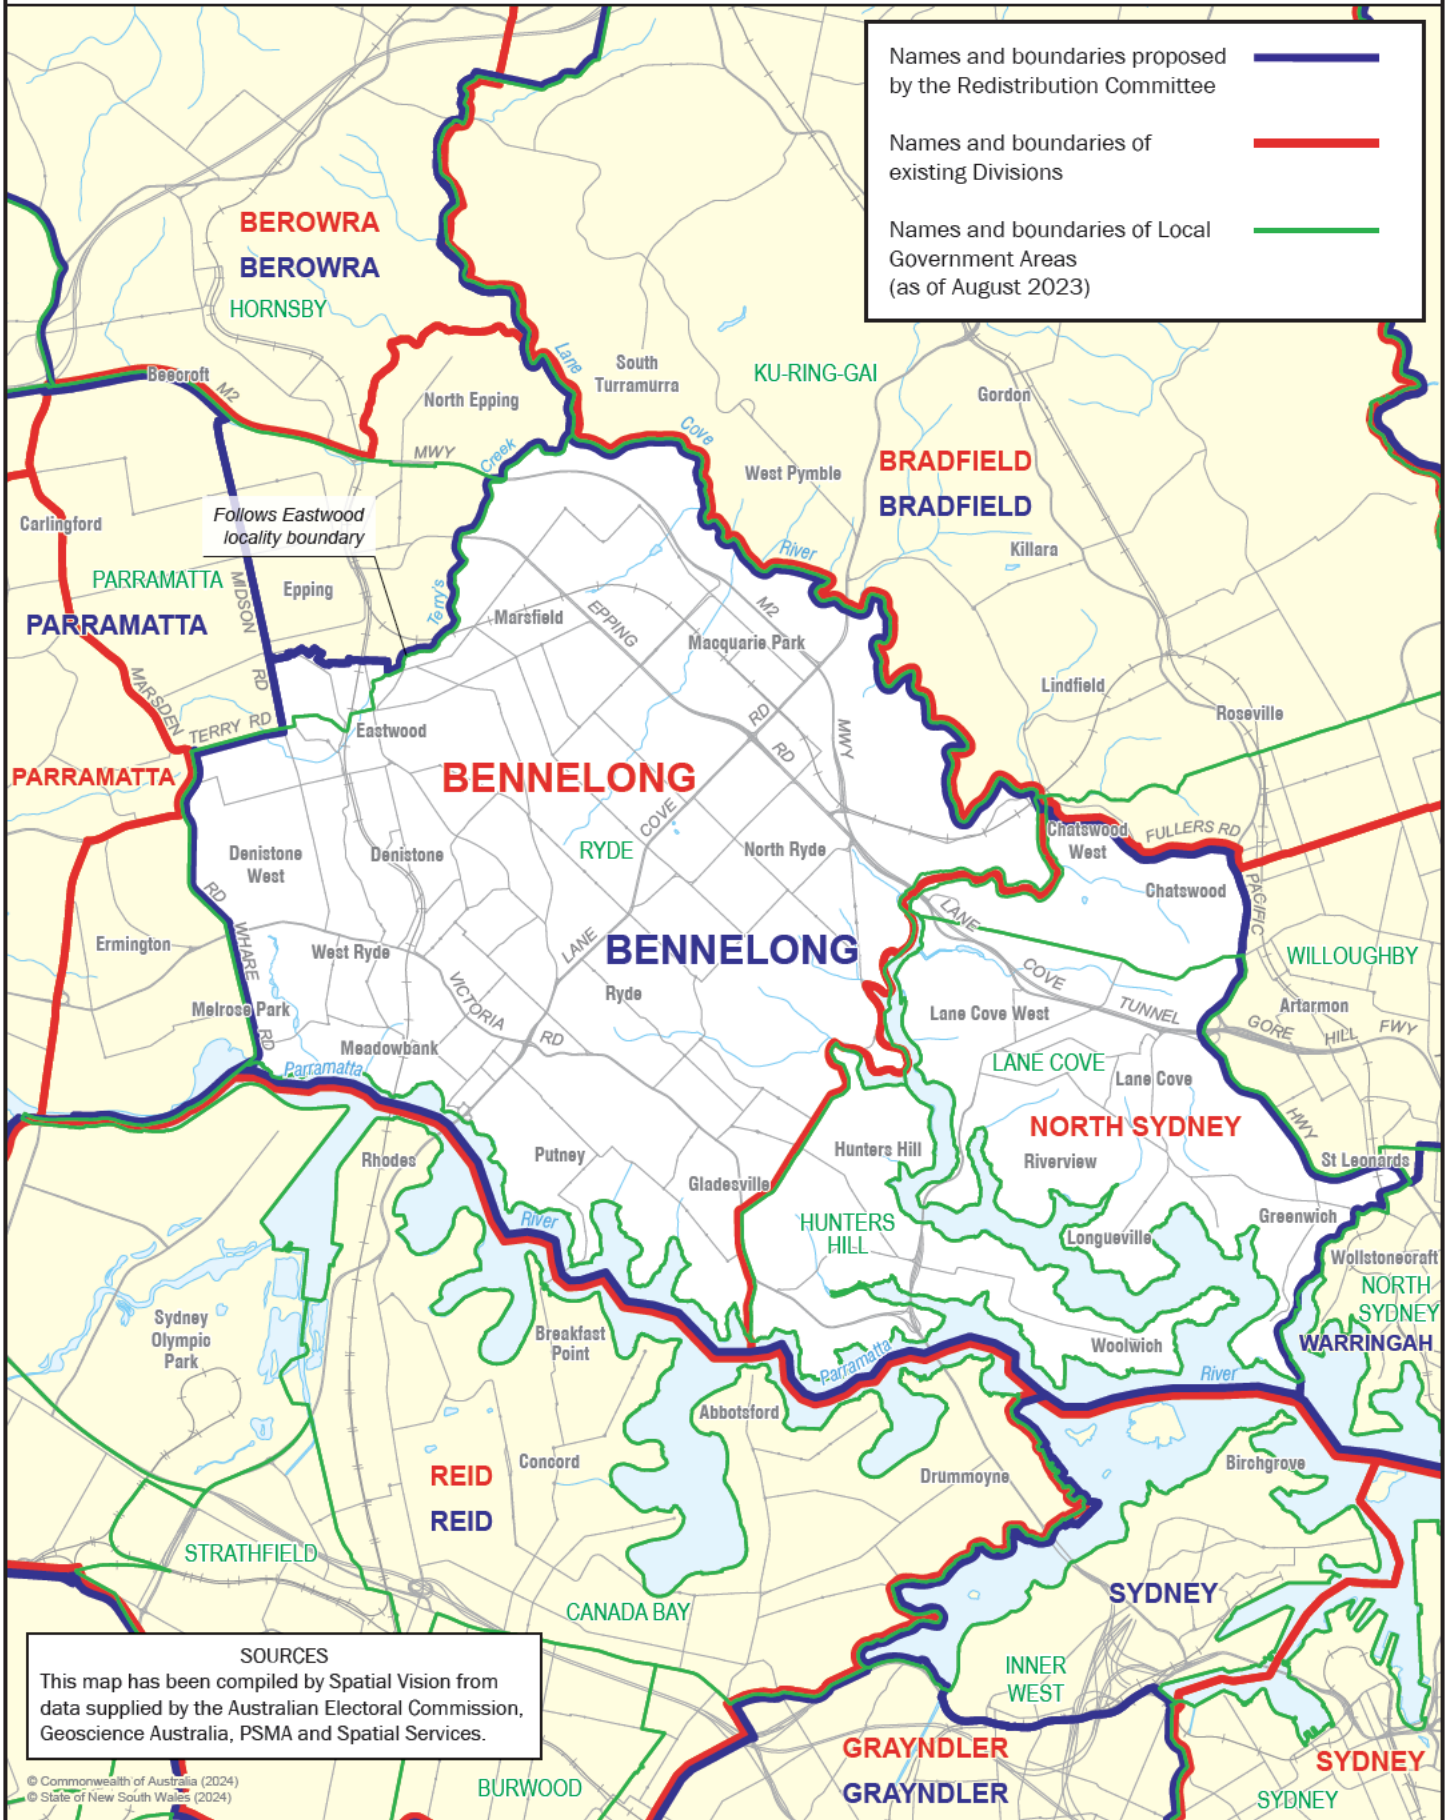 Names and boundaries proposed
by the Redistribution Committee
Names and boundaries of
existing Divisions
Names and boundaries of Local
Government Areas
(as of August 2023)
BEROWRA
BEROWRA
HORNSBY
Lane
South
Turramurra
KU-RING-GAI
Beecroft
M2
North Epping
Gordon
Cove
MWY
Creek
West Pymble
BRADFIELD
BRADFIELD
Carlingford
Follows Eastwood
locality boundary
River
Killara
PARRAMATTA
MIDSON
Epping
Terry's
PARRAMATTA
Marsfield
EPPING
M2
Macquarie Park
RD
MARSDEN
Lindfield
Roseville
TERRY RD
Eastwood
RD
RD
MWY
PARRAMATTA
BENNELONG
COVE
RYDE
Chatswood
West
FULLERS RD
Denistone
West
Denistone
North Ryde
Chatswood
PACIFIC
RD
LANE
Ermington
WHARE
West Ryde
LANE
BENNELONG
WILLOUGHBY
COVE
Ryde
VICTORIA
Melrose Park
RD
RD
Lane Cove West
TUNNEL
Artarmon
GORE HILL FWY
Meadowbank
Parramatta
LANE COVE
Lane Cove
NORTH SYDNEY
HWY
Rhodes
Putney
Hunters Hill
Riverview
St Leonards
Gladesville
River
HUNTERS
HILL
Greenwich
Longueville
Wollstonecraft
NORTH
SYDNEY
Sydney
Olympic
Park
Breakfast
Point
Woolwich
WARRINGAH
Parramatta
River
Abbotsford
REID
REID
Concord
Drummoyne
Birchgrove
STRATHFIELD
SYDNEY
CANADA BAY
SOURCES
This map has been compiled by Spatial Vision from
data supplied by the Australian Electoral Commission,
Geoscience Australia, PSMA and Spatial Services.
INNER
WEST
GRAYNDLER
GRAYNDLER
SYDNEY
SYDNEY
BURWOOD
© Commonwealth of Australia (2024)
© State of New South Wales (2024)